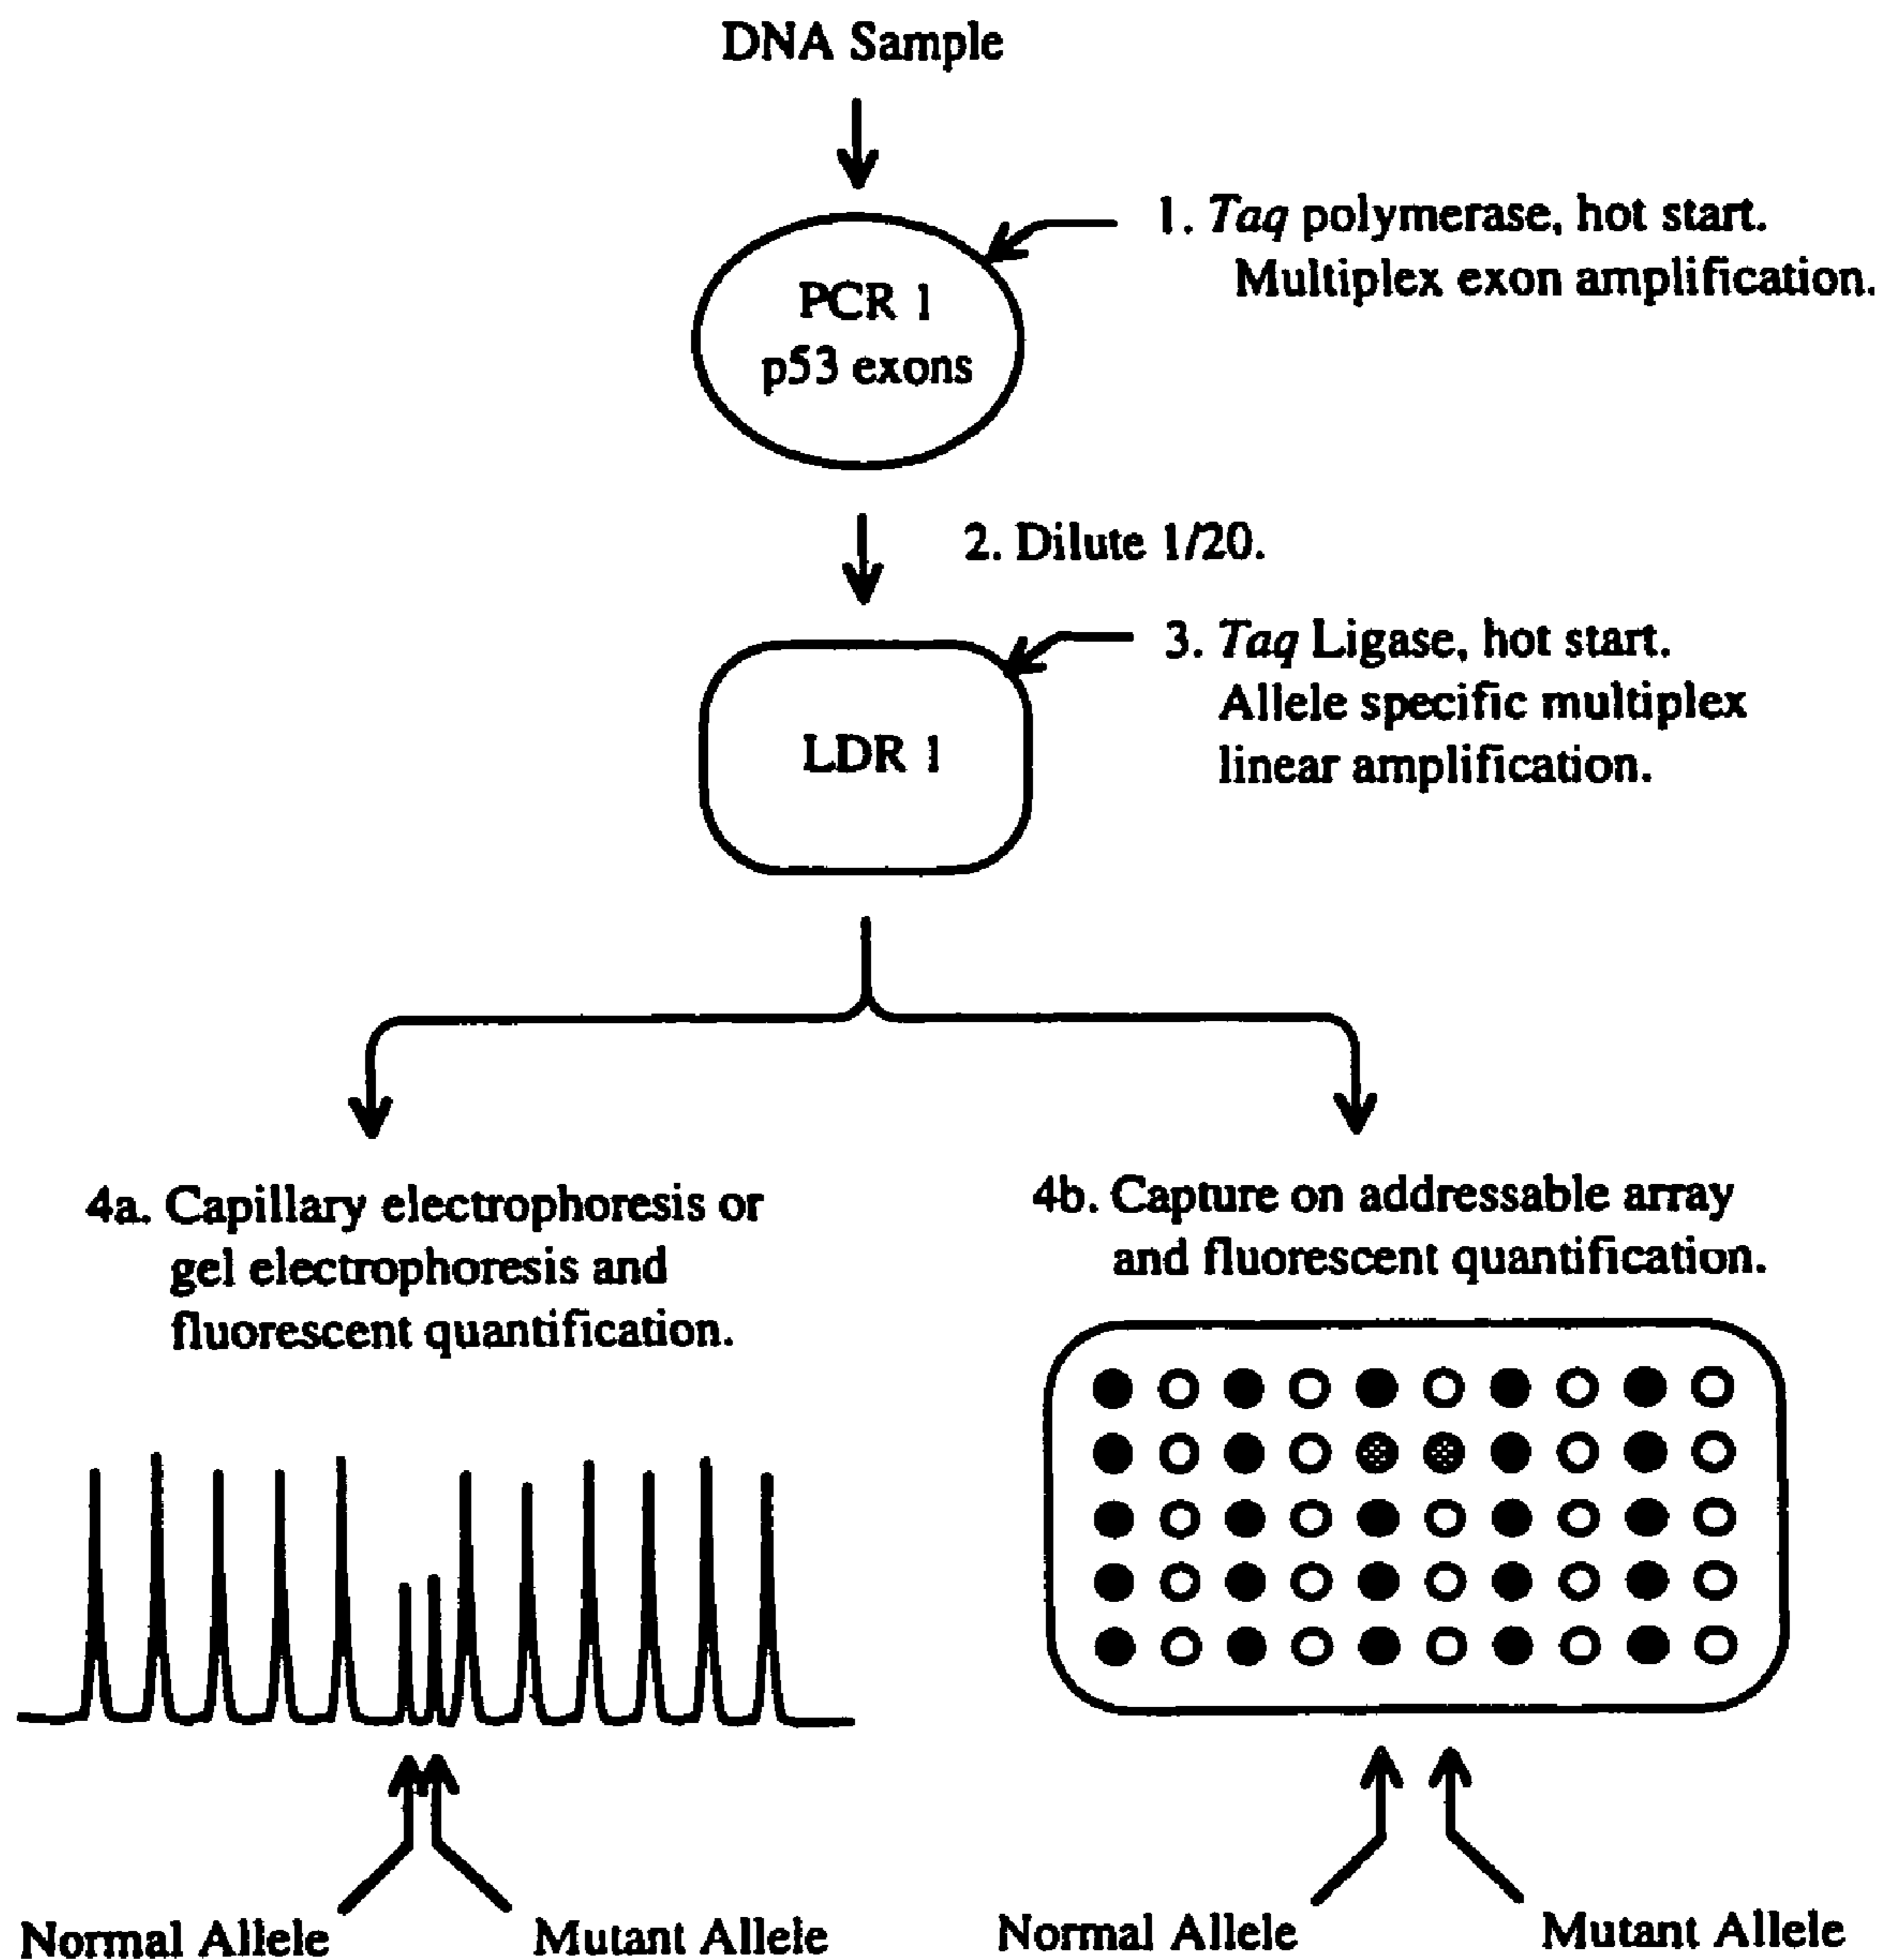 DNA Sample
1. Taq polymerase, hot start.
Multiplex exon amplification.
PCR 1
p53 exons
2. Dilute 1/20.
3. Taq Ligase, hot start.
Allele specific multiplex
linear amplification.
LDR 1
4a. Capillary electrophoresis or
gel electrophoresis and
fluorescent quantification.
4b. Capture on addressable array
and fluorescent quantification.
Normal Allele
Mutant Allele
Normal Allele
Mutant Allele